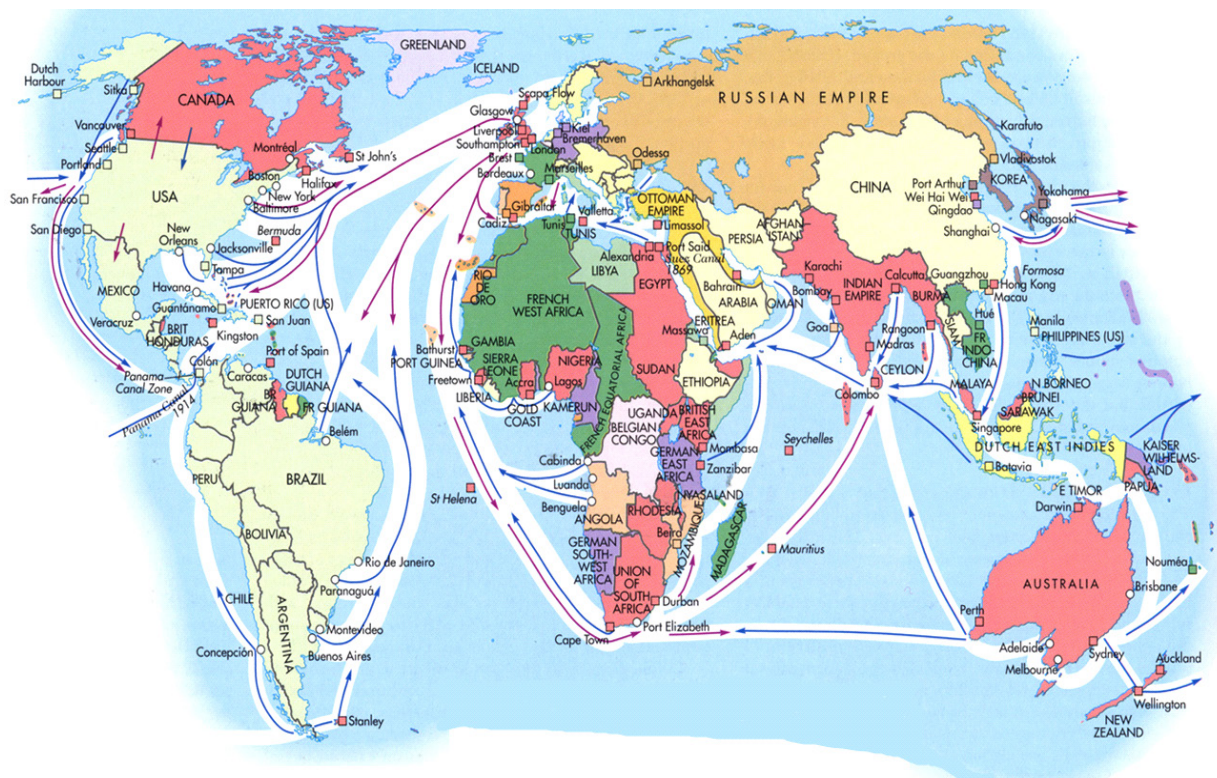 GREENLAND
ICELAND
Dutch
Harbour
Sitka
CANADA
Vancouver
Seattle
Portland
Montréal
St John's
Halifax
Boston
New York
Baltimore
USA
San Francisco
San Diego
New
Orleans
Jacksonville
Tampa
Bermuda
Havana
MEXICO
Veracruz
Guantánamo
PUERTO RICO (US)
San Juan
BRIT
HONDURAS
Kingston
Port of Spain
Colán
Panama
Canal Zone
Caracas
DUTCH
GUIANA
BR
GUIANA
FR GUIANA
Panama Canal
1914
Belém
PERU
BRAZIL
BOLIVIA
Rio de Janeiro
Paranaguá
CHILE
ARGENTINA
Montevideo
Buenos Aires
Concepción
Stanley
Scapa Flow
Glasgow
Liverpool
Southampton
London
Kiel
Bremerhaven
Brest
Bordeaux
Marseilles
Gibraltar
Cadiz
Tunis
TUNIS
Valletta
Arkhangelsk
RUSSIAN EMPIRE
Odessa
OTTOMAN
EMPIRE
Limassol
Port Said
Alexandria
Suez Canal
1869
PERSIA
AFGHAN-
ISTAN
Bahrain
ARABIA
OMAN
LIBYA
EGYPT
RIO
DE
ORO
FRENCH
WEST AFRICA
FRENCH EQUATORIAL AFRICA
ERITREA
Massawa
Aden
GAMBIA
Bathurst
PORT GUINEA
SIERRA
LEONE
Freetown
LIBERIA
Accra
GOLD
COAST
NIGERIA
Lagos
KAMERUN
SUDAN
ETHIOPIA
UGANDA
BELGIAN
CONGO
BRITISH
EAST
AFRICA
Mombasa
GERMAN
EAST
AFRICA
Zanzibar
Seychelles
Cabinda
Luanda
Benguela
ANGOLA
St Helena
NYASALAND
RHODESIA
Berra
MOZAMBIQUE
MADAGASCAR
Mauritius
GERMAN
SOUTH-
WEST
AFRICA
UNION
OF
SOUTH
AFRICA
Durban
Port Elizabeth
Cape Town
CHINA
Karafuto
Vladivostok
KOREA
Port Arthur
Wei Hai Wei
Qingdao
Yokohama
Nagasaki
Shanghai
Karachi
Bombay
INDIAN
EMPIRE
Calcutta
BURMA
Goa
Madras
Rangoon
CEYLON
Colombo
Guangzhou
Formosa
Hong Kong
Macau
SIAM
Hué
FR
INDO-
CHINA
Manila
PHILIPPINES (US)
MALAYA
N BORNEO
BRUNEI
SARAWAK
Singapore
DUTCH EAST INDIES
Batavia
KAISER
WILHELMS-
LAND
PAPUA
E TIMOR
Darwin
AUSTRALIA
Nouméa
Brisbane
Perth
Adelaide
Melbourne
Sydney
Auckland
Wellington
NEW
ZEALAND